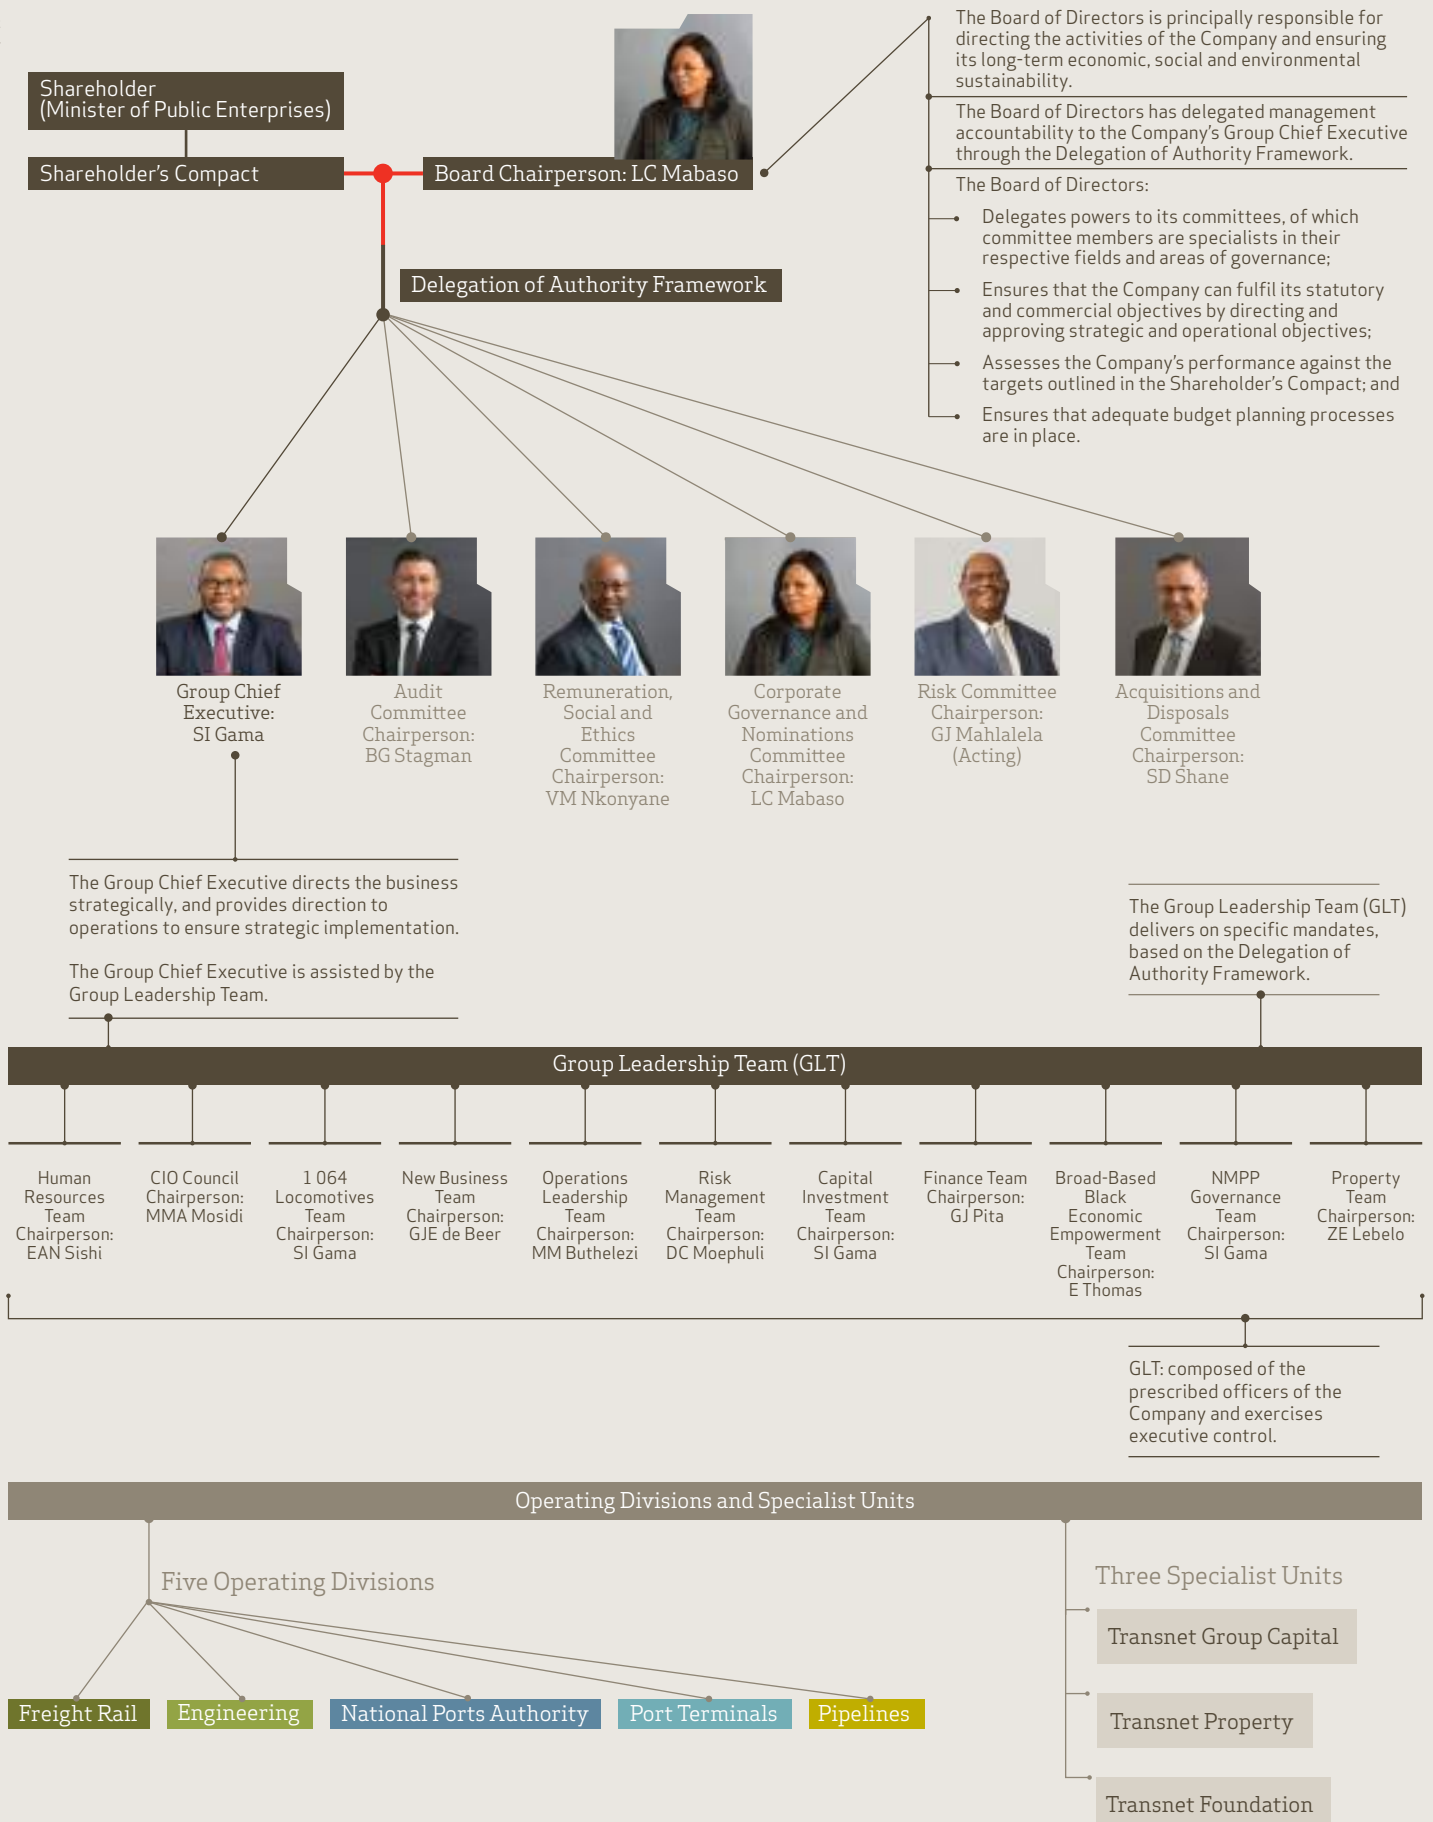 Shareholder
(Minister of Public Enterprises)
Shareholder's Compact
Board Chairperson: LC Mabaso
The Board of Directors is principally responsible for
directing the activities of the Company and ensuring
its long-term economic, social and environmental
sustainability.
The Board of Directors has delegated management
accountability to the Company's Group Chief Executive
through the Delegation of Authority Framework.
The Board of Directors:
Delegates powers to its committees, of which
committee members are specialists in their
respective fields and areas of governance;
Ensures that the Company can fulfil its statutory
and commercial objectives by directing and
approving strategic and operational objectives;
Assesses the Company's performance against the
targets outlined in the Shareholder's Compact; and
Ensures that adequate budget planning processes
are in place.
Delegation of Authority Framework
Group Chief
Executive:
SI Gama
Audit
Committee
Chairperson:
BG Stagman
Remuneration,
Social and
Ethics
Committee
Chairperson:
VM Nkonyane
Corporate
Governance and
Nominations
Committee
Chairperson:
LC Mabaso
Risk Committee
Chairperson:
GJ Mahlalela
(Acting)
Acquisitions and
Disposals
Committee
Chairperson:
SD Shane
The Group Chief Executive directs the business
strategically, and provides direction to
operations to ensure strategic implementation.
The Group Chief Executive is assisted by the
Group Leadership Team.
The Group Leadership Team (GLT)
delivers on specific mandates,
based on the Delegation of
Authority Framework.
Group Leadership Team (GLT)
Human
Resources
Team
Chairperson:
EAN Sishi
CIO Council
Chairperson:
MMA Mosidi
1 064
Locomotives
Team
Chairperson:
SI Gama
New Business
Team
Chairperson:
GJE de Beer
Operations
Leadership
Team
Chairperson:
MM Buthelezi
Risk
Management
Team
Chairperson:
DC Moephuli
Capital
Investment
Team
Chairperson:
SI Gama
Finance Team
Chairperson:
GJ Pita
Broad-Based
Black
Economic
Empowerment
Team
Chairperson:
E Thomas
NMPP
Governance
Team
Chairperson:
SI Gama
Property
Team
Chairperson:
ZE Lebelo
GLT: composed of the
prescribed officers of the
Company and exercises
executive control.
Operating Divisions and Specialist Units
Five Operating Divisions
Freight Rail
Engineering
National Ports Authority
Port Terminals
Pipelines
Three Specialist Units
Transnet Group Capital
Transnet Property
Transnet Foundation